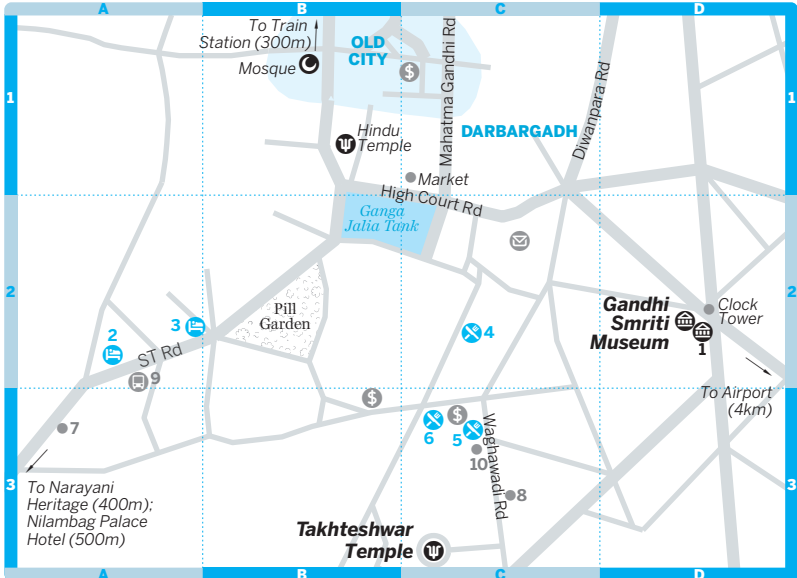 A
B
C
D
1
1
2
2
3
3
To Train
Station (300m)
Mosque
OLD
CITY
$
Mahatma Gandhi Rd
Diwanpara Rd
DARBARGADH
Hindu
Temple
Market
High Court Rd
Ganga
Jalia Tank
Pill
Garden
3
2
ST Rd
9
4
Gandhi
Smriti
Museum
1
Clock
Tower
To Airport
(4km)
7
$
$
6
5
10
Waghawadi Rd
8
To Narayani
Heritage (400m);
Nilambag Palace
Hotel (500m)
Takhteshwar
Temple
A
B
C
D